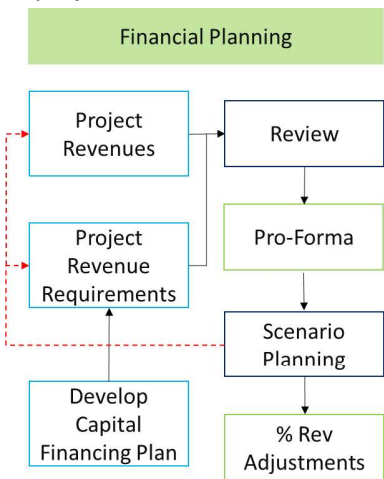 Financial Planning
Project
Revenues
Review
Project
Revenue
Requirements
Pro-Forma
Scenario
Planning
Develop
Capital
Financing Plan
% Rev
Adjustments